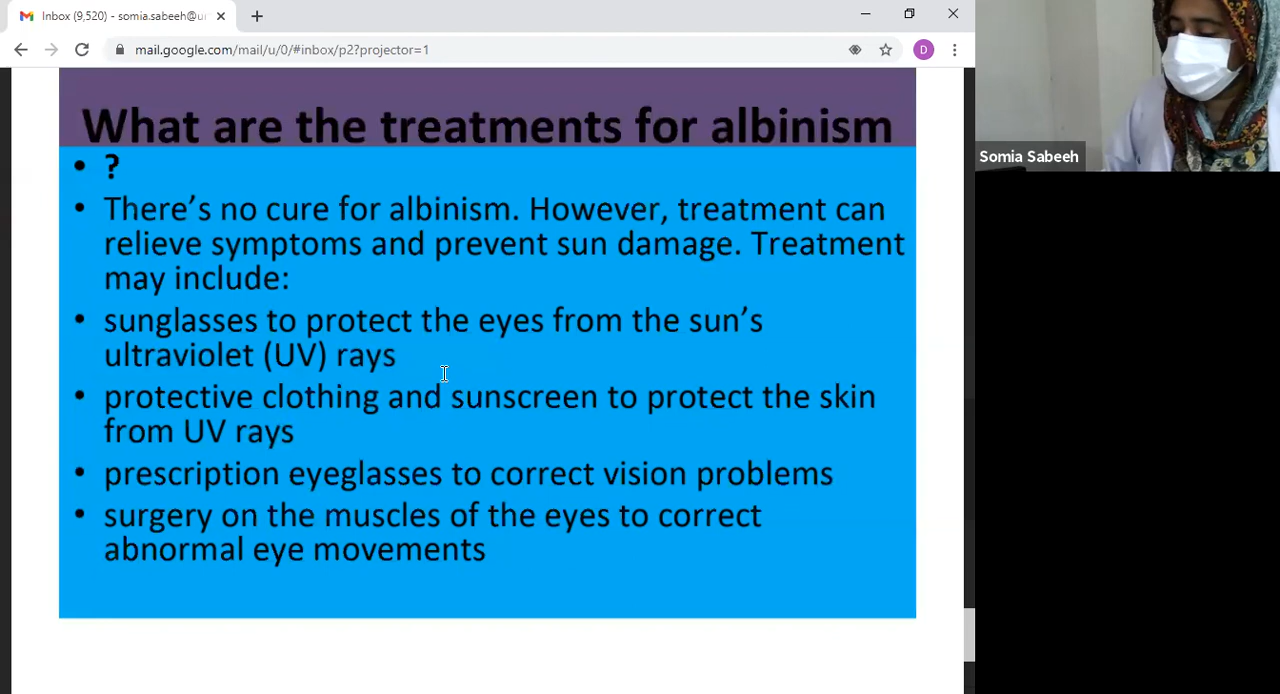 Inbox (9,520) - somia.sabeeh@u
mail.google.com/mail/u/0/#inbox/p2?projector=1
D
What are the treatments for albinism
• ?
• There’s no cure for albinism. However, treatment can
relieve symptoms and prevent sun damage. Treatment
may include:
• sunglasses to protect the eyes from the sun’s
ultraviolet (UV) rays
• protective clothing and sunscreen to protect the skin
from UV rays
• prescription eyeglasses to correct vision problems
• surgery on the muscles of the eyes to correct
abnormal eye movements
Somia Sabeeh